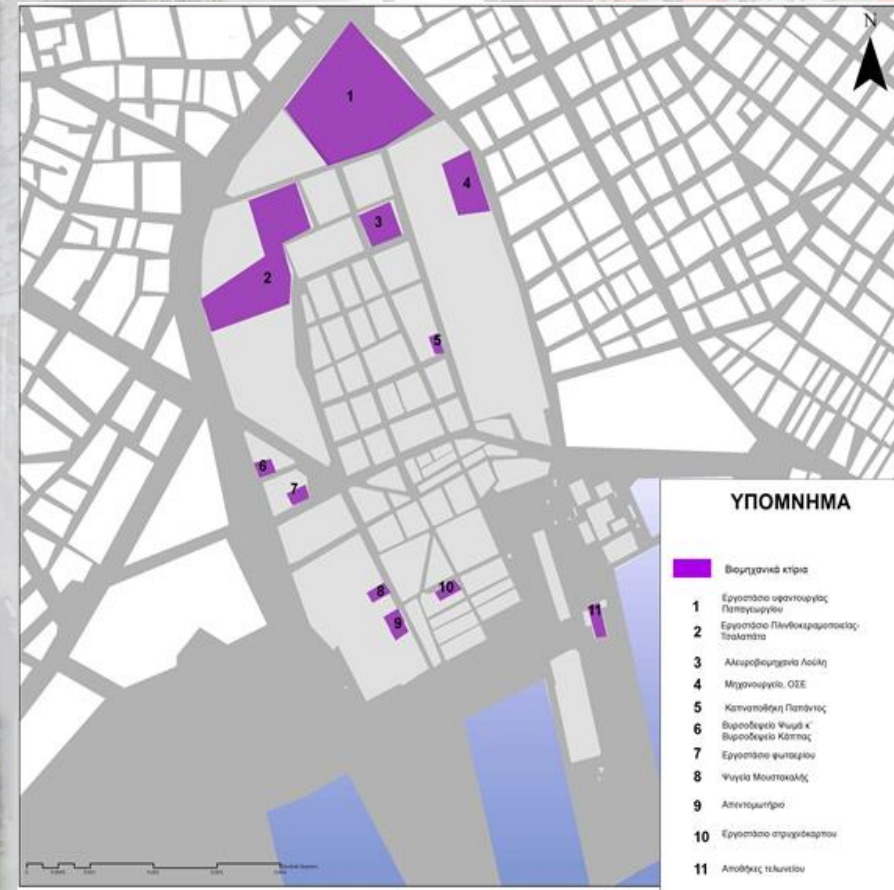 N
1
4
3
2
5
6
7
8
10
9
11
ΥΠΟΜΝΗΜΑ
Βιομηχανικά κτίρια
1 Εργοστάσιο υφαντουργίας
Παπαγεωργίου
2 Εργοστάσιο Πλινθοκεραμοποιείας-
Τσαλαπάτα
3 Αλευροβιομηχανία Λούλη
4 Μηχανουργείο, ΟΣΕ
5 Καπναποθήκη Παπάντος
6 Βυρσοδεψείο Ψωμά κ'
Βυρσοδεψείο Κάππας
7 Εργοστάσιο φωταερίου
8 Ψυγεία Μουστακαλής
9 Απεντομωτήριο
10 Εργοστάσιο στρυχνόκαρπου
11 Αποθήκες τελωνείου